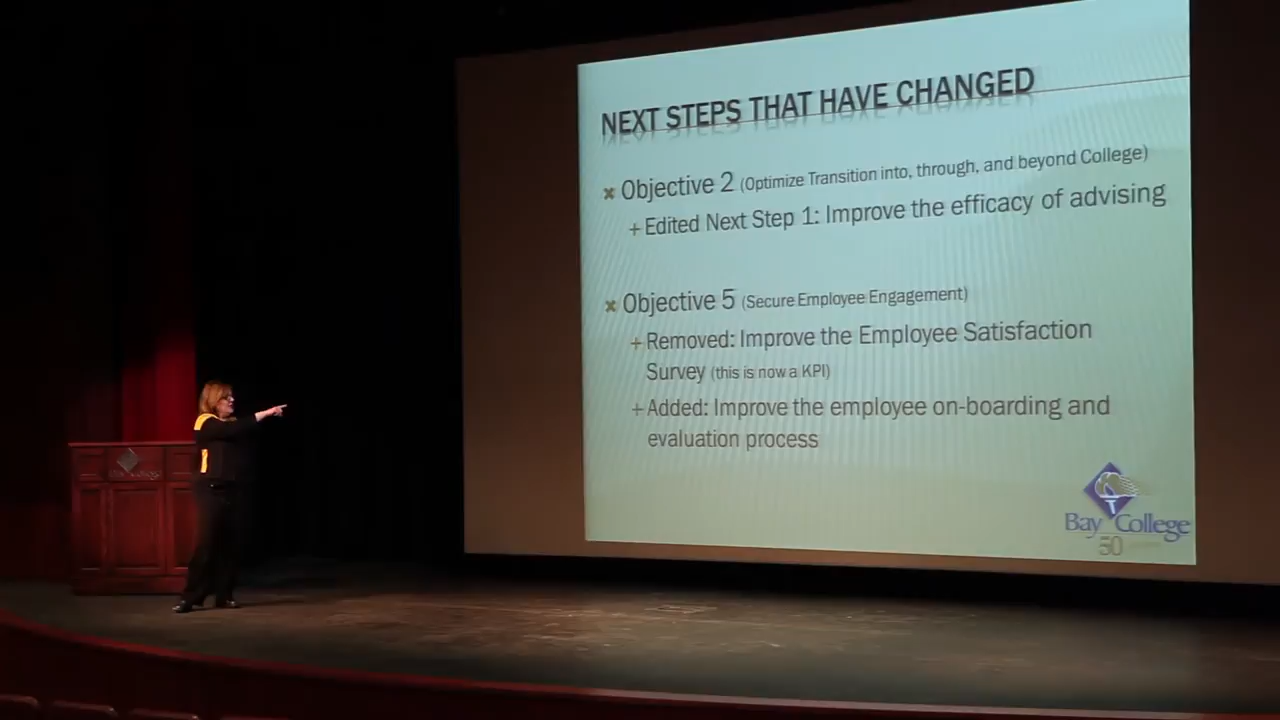 NEXT STEPS THAT HAVE CHANGED
Objective 2 (Optimize Transition into, through, and beyond College)
+ Edited Next Step 1: Improve the efficacy of advising
Objective 5 (Secure Employee Engagement)
+ Removed: Improve the Employee Satisfaction
Survey (this is now a KPI)
+ Added: Improve the employee on-boarding and
evaluation process
Bay College
50